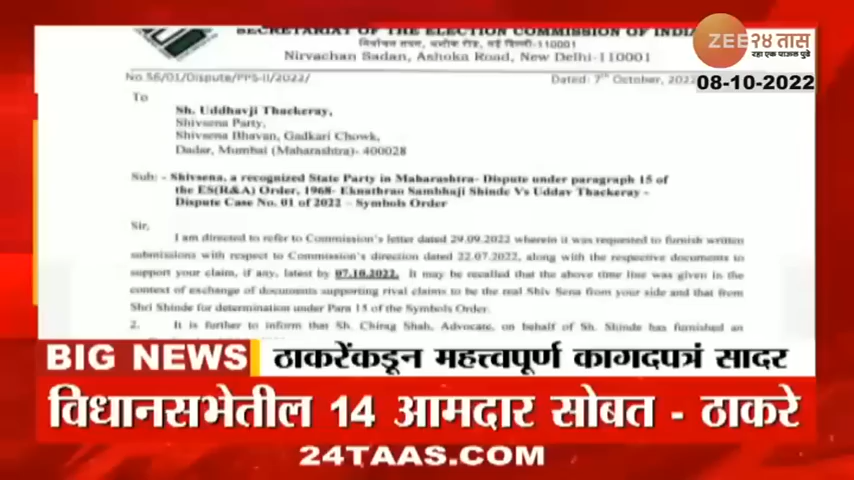 SECRETARIAT OF THE ELECTION COMMISSION OF INDIA
निर्वाचन सदन, अशोक रोड, नई दिल्ली-110001
Nirvachan Sadan, Ashoka Road, New Delhi-110001
ZEE २४ तास
रहा एक पाऊल पुढे
No.56/01/Dispute/PPS-II/2022/
Dated: 7th October, 2022
08-10-2022
To
Sh. Uddhavji Thackeray,
Shivsena Party,
Shivsena Bhavan, Gadkari Chowk,
Dadar, Mumbai (Maharashtra)- 400028
Sub: - Shivsena, a recognized State Party in Maharashtra- Dispute under paragraph 15 of
the ES(R&A) Order, 1968- Eknathrao Sambhaji Shinde Vs Uddav Thackeray -
Dispute Case No. 01 of 2022 – Symbols Order
Sir,
I am directed to refer to Commission's letter dated 29.09.2022 wherein it was requested to furnish written
submissions with respect to Commission's direction dated 22.07.2022, along with the respective documents to
support your claim, if any, latest by 07.10.2022. It may be recalled that the above time line was given in the
context of exchange of documents supporting rival claims to be the real Shiv Sena from your side and that from
Shri Shinde for determination under Para 15 of the Symbols Order.
2. It is further to inform that Sh. Chirag Shah, Advocate, on behalf of Sh. Shinde has furnished an
BIG NEWS
ठाकरेंकडून महत्त्वपूर्ण कागदपत्रं सादर
विधानसभेतील 14 आमदार सोबत - ठाकरे
24TAAS.COM